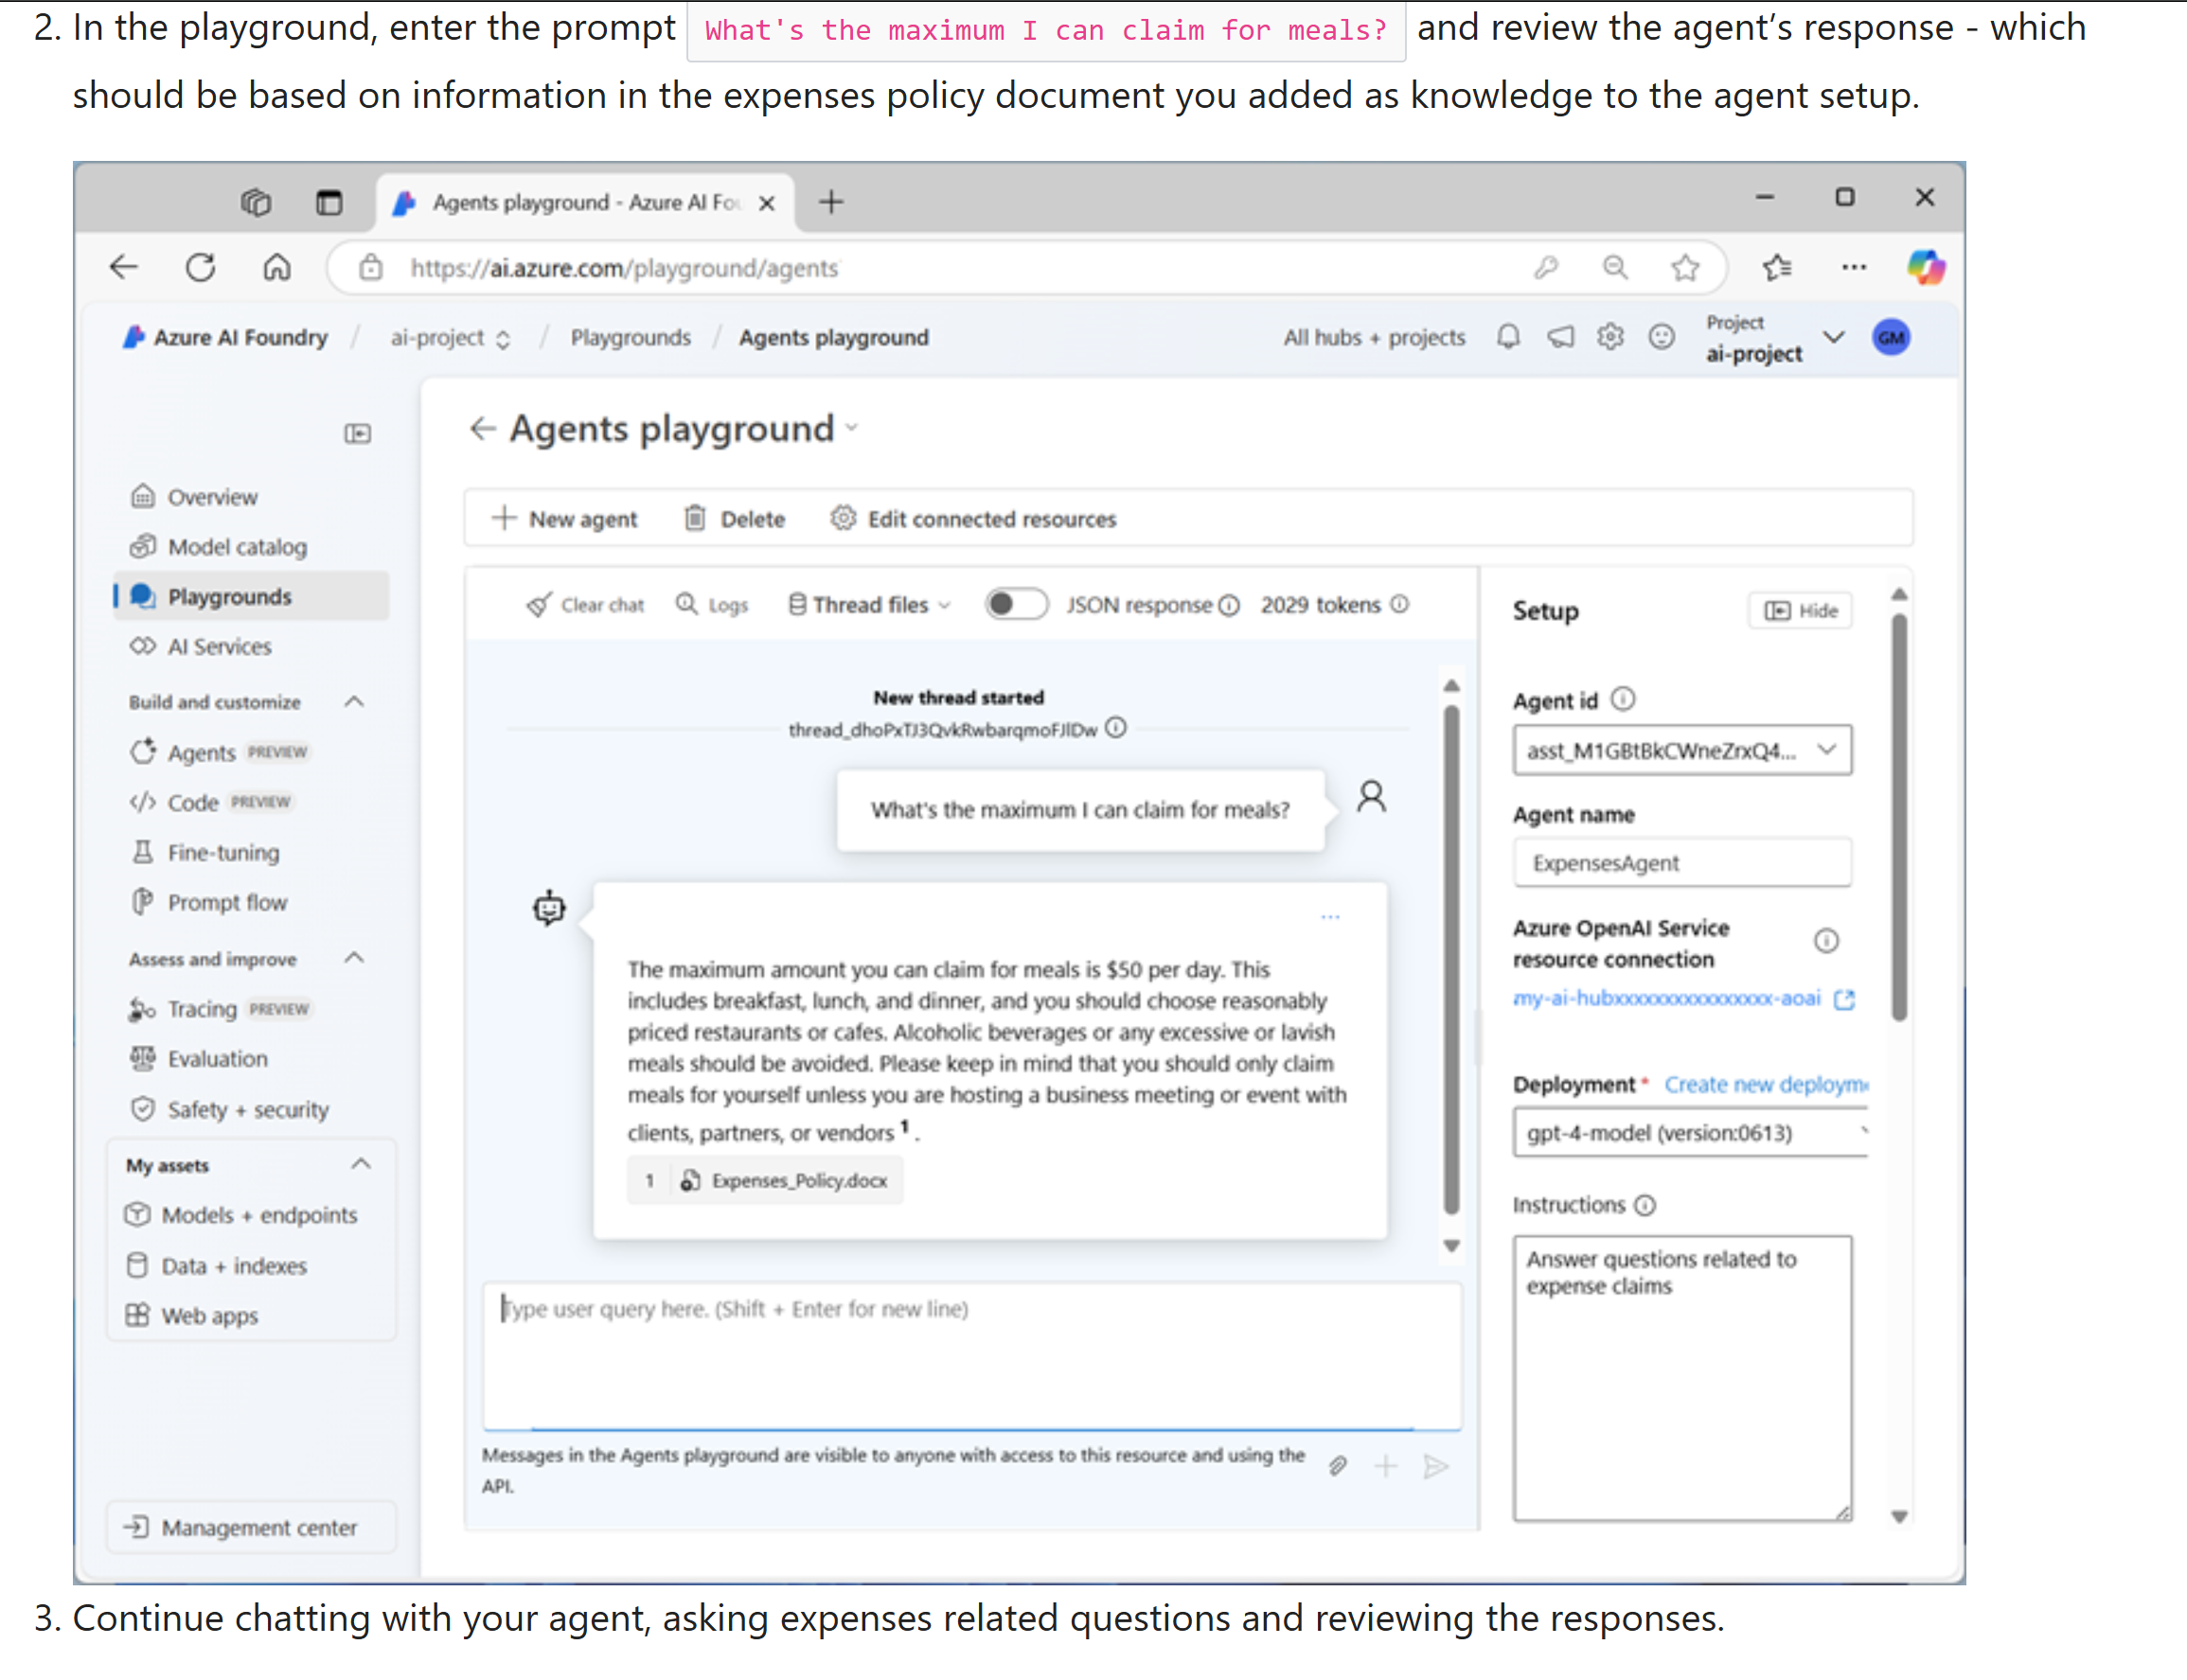 2. In the playground, enter the prompt What's the maximum I can claim for meals? and review the agent’s response - which
should be based on information in the expenses policy document you added as knowledge to the agent setup.
Agents playground - Azure AI Fou
https://ai.azure.com/playground/agents
Azure AI Foundry / ai-project / Playgrounds / Agents playground
All hubs + projects
Project
ai-project
GM
Agents playground
Overview
Model catalog
Playgrounds
AI Services
Build and customize
Agents PREVIEW
Code PREVIEW
Fine-tuning
Prompt flow
Assess and improve
Tracing PREVIEW
Evaluation
Safety + security
My assets
Models + endpoints
Data + indexes
Web apps
Management center
New agent Delete Edit connected resources
Clear chat Logs Thread files JSON response 2029 tokens
New thread started
thread_dhoPxTJ3QvkRwbarqmoFJlDw
What's the maximum I can claim for meals?
The maximum amount you can claim for meals is $50 per day. This
includes breakfast, lunch, and dinner, and you should choose reasonably
priced restaurants or cafes. Alcoholic beverages or any excessive or lavish
meals should be avoided. Please keep in mind that you should only claim
meals for yourself unless you are hosting a business meeting or event with
clients, partners, or vendors 1 .
1 Expenses_Policy.docx
Type user query here. (Shift + Enter for new line)
Messages in the Agents playground are visible to anyone with access to this resource and using the
API.
Setup
Hide
Agent id
asst_M1GBtBkCWneZrxQ4...
Agent name
ExpensesAgent
Azure OpenAI Service
resource connection
my-ai-hubxxxxxxxxxxxxxxxx-aoai
Deployment * Create new deployme
gpt-4-model (version:0613)
Instructions
Answer questions related to
expense claims
3. Continue chatting with your agent, asking expenses related questions and reviewing the responses.